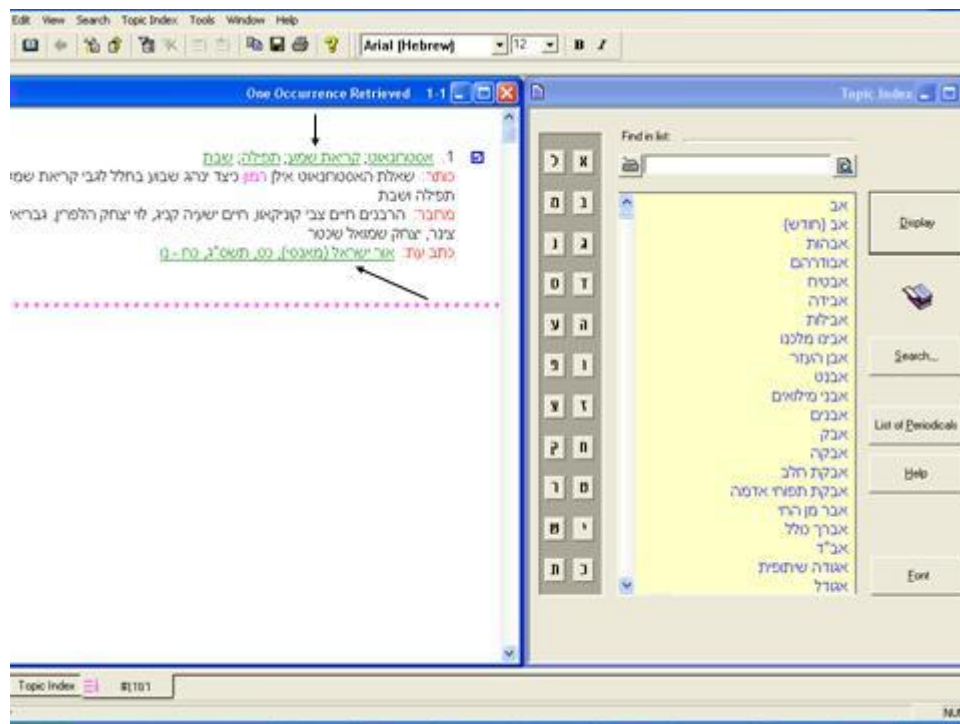 Edit View Search Topic Index Tools Window Help
Arial (Hebrew) 12 B I
One Occurrence Retrieved 1-1
Topic Index
1. אסטרונאוט; קריאת שמע; תפילה; שבת
כותר: שאלת האסטרונאוט אילן רמון כיצד ינהג שבוע בחלל לגבי קריאת שמע
תפילה ושבת
מחבר: הרבנים חיים צבי קוניקאוו, חיים ישעיה קניג, לוי יצחק הלפרין,
צינר, יצחק שמואל שכטר
כתב עת: אור ישראל (מאנסי), כט, תשס"ג, כח - נו
Find in list:
א כ
ב ל
ג נ
ד ס
ה ע
ו פ
ז צ
ח ק
ט ר
י ש
כ ת
אב
אב (חודש)
אבהות
אבודרהם
אבטיח
אבידה
אבילות
אבינו מלכנו
אבן העזר
אבנט
אבני מילואים
אבנים
אבק
אבקה
אבקת חלב
אבקת תפוחי אדמה
אבר מן החי
אברך כולל
אב"ד
אגודה שיתופית
אגודל
Display
Search...
List of Periodicals
Help
Font
Topic Index
NUM